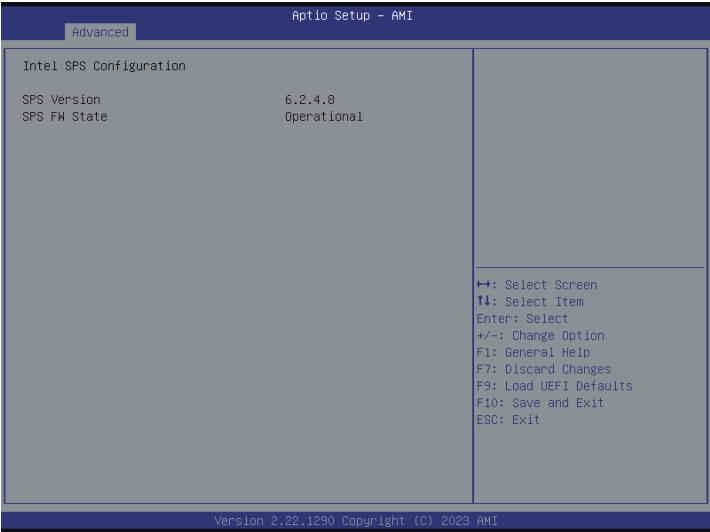 Aptio Setup – AMI
Advanced
Intel SPS Configuration
SPS Version 6.2.4.8
SPS FW State Operational
↔: Select Screen
↑↓: Select Item
Enter: Select
+/-: Change Option
F1: General Help
F7: Discard Changes
F9: Load UEFI Defaults
F10: Save and Exit
ESC: Exit
Version 2.22.1290 Copyright (C) 2023 AMI